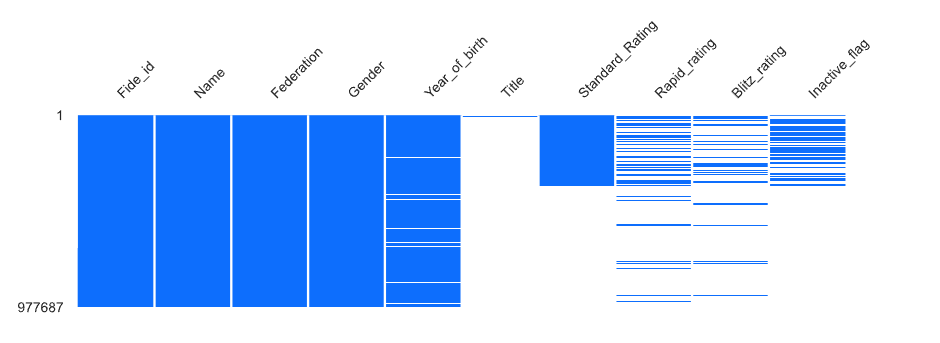 Fide_id
Name
Federation
Gender
Year_of_birth
Title
Standard_Rating
Rapid_rating
Blitz_rating
Inactive_flag
1
977687